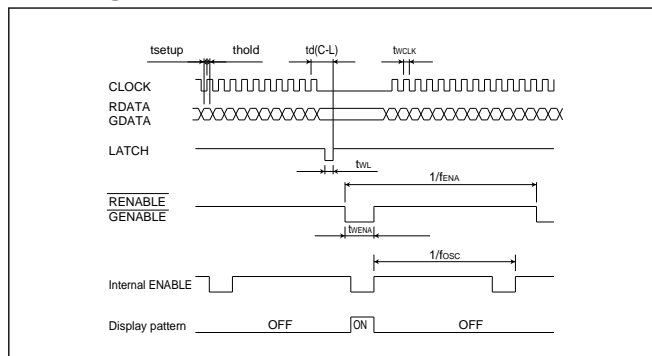 tsetup thold td(C-L) tWCLK
CLOCK
RDATA
GDATA
LATCH
tWL
1/fENA
RENABLE
GENABLE
tWENA
1/fOSC
Internal ENABLE
Display pattern OFF ON OFF